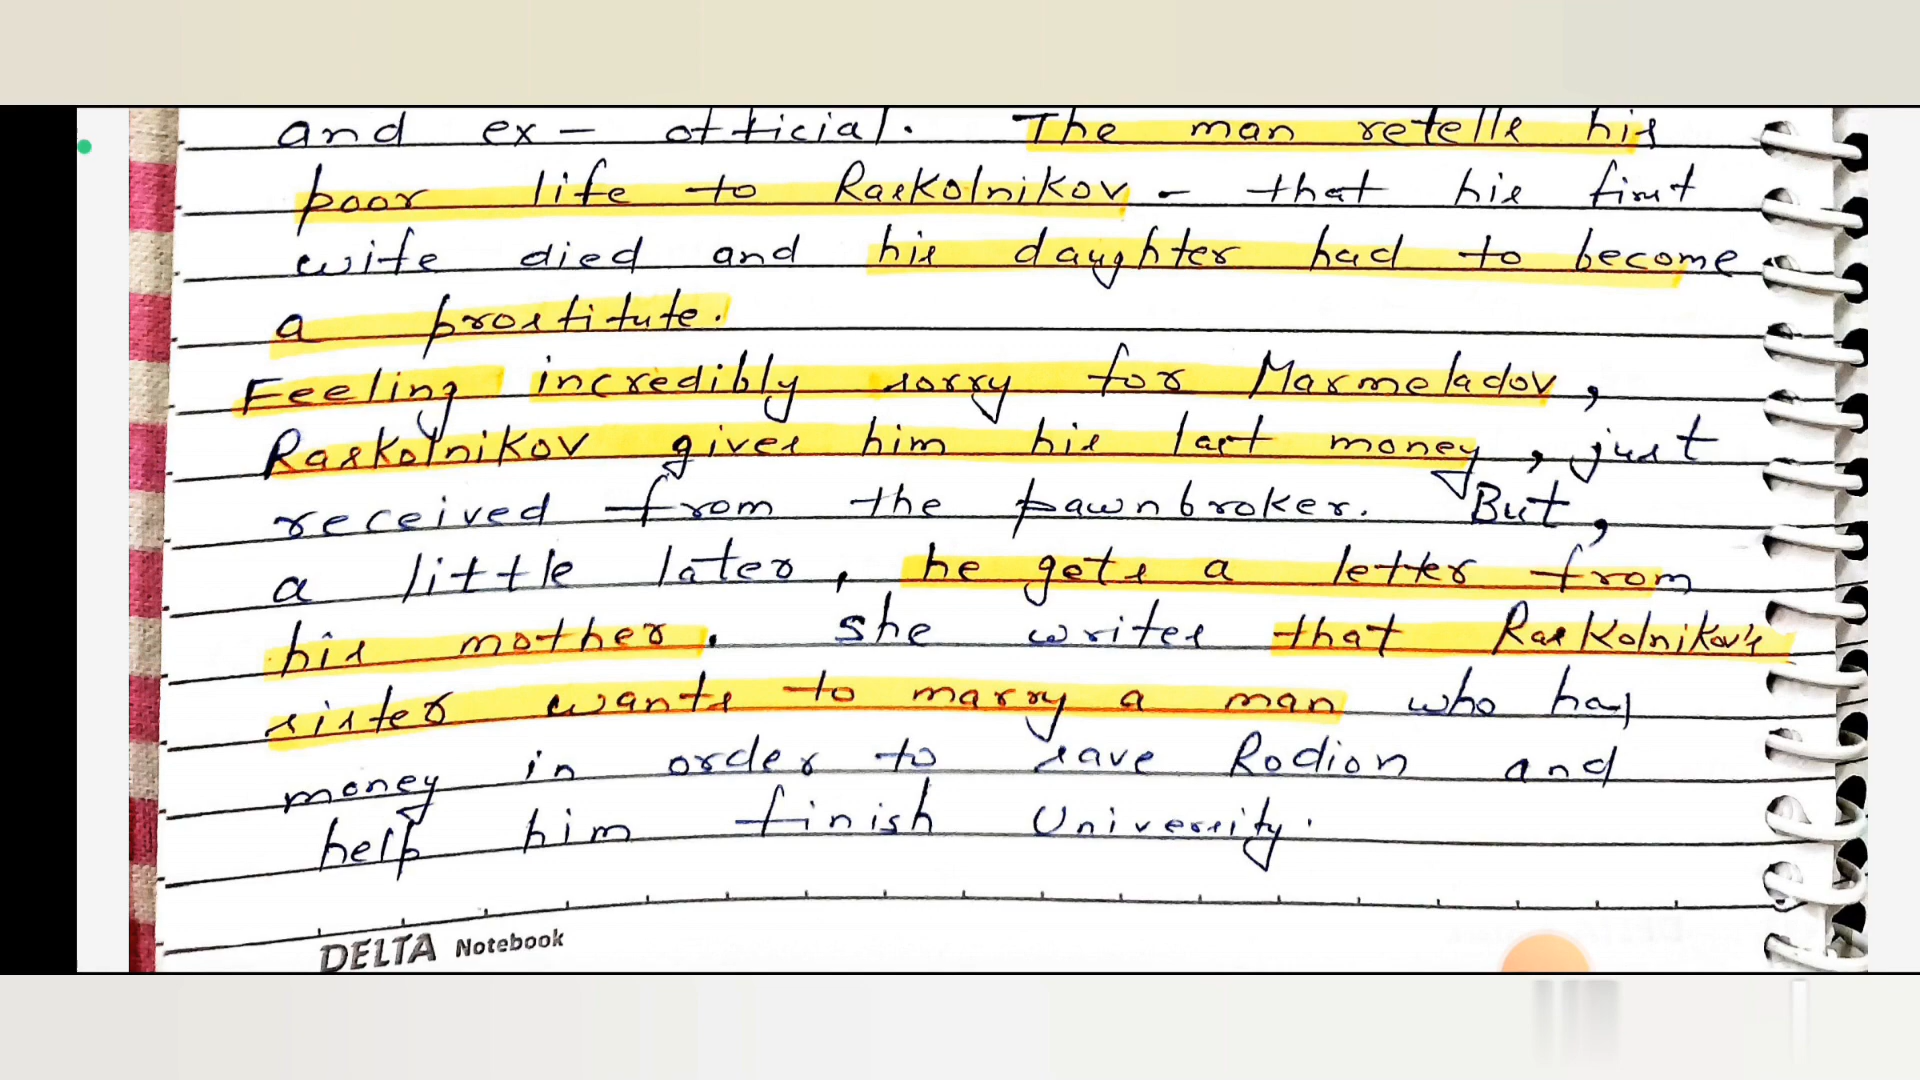 and ex- official. The man retells his
poor life to Raskolnikov - that his first
wife died and his daughter had to become
a prostitute.
Feeling incredibly sorry for Marmeladov,
Raskolnikov gives him his last money, just
received from the pawnbroker. But,
a little later, he gets a letter from
his mother. she writes that Raskolnikov's
sister wants to marry a man who has
money in order to save Rodion and
help him finish University.
DELTA Notebook